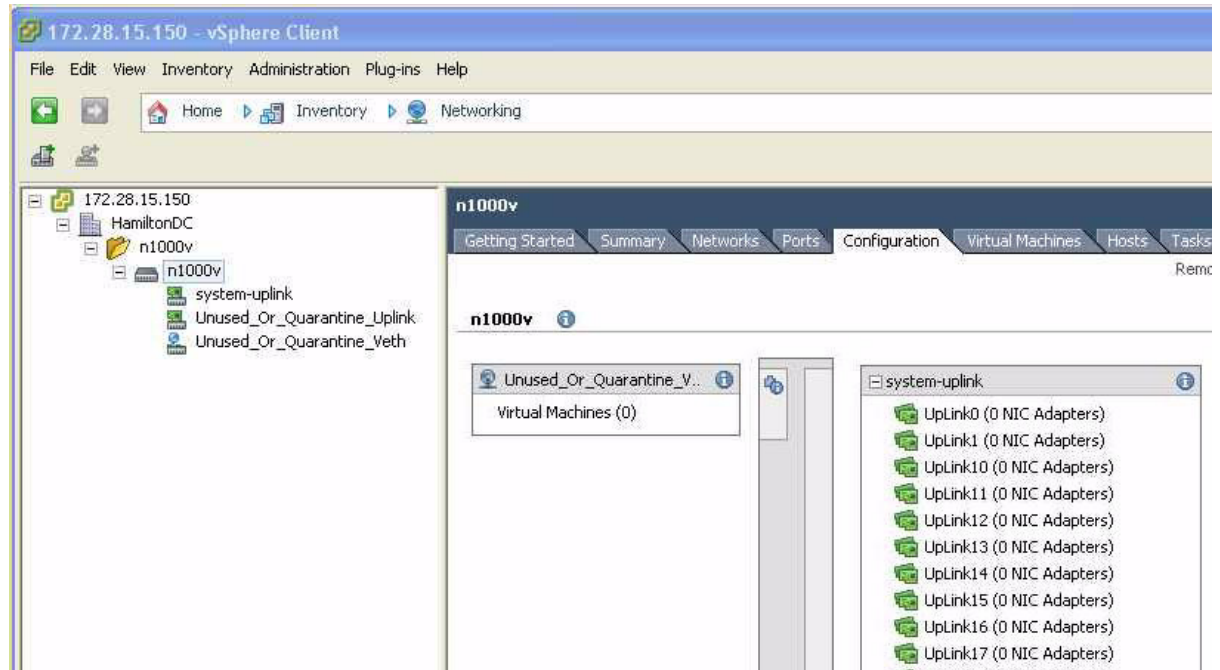 172.28.15.150 - vSphere Client
File Edit View Inventory Administration Plug-ins Help
Home Inventory Networking
172.28.15.150
HamiltonDC
n1000v
n1000v
system-uplink
Unused_Or_Quarantine_Uplink
Unused_Or_Quarantine_Veth
n1000v
Getting Started Summary Networks Ports Configuration Virtual Machines Hosts Tasks
Remo
n1000v
Unused_Or_Quarantine_V..
Virtual Machines (0)
system-uplink
UpLink0 (0 NIC Adapters)
UpLink1 (0 NIC Adapters)
UpLink10 (0 NIC Adapters)
UpLink11 (0 NIC Adapters)
UpLink12 (0 NIC Adapters)
UpLink13 (0 NIC Adapters)
UpLink14 (0 NIC Adapters)
UpLink15 (0 NIC Adapters)
UpLink16 (0 NIC Adapters)
UpLink17 (0 NIC Adapters)